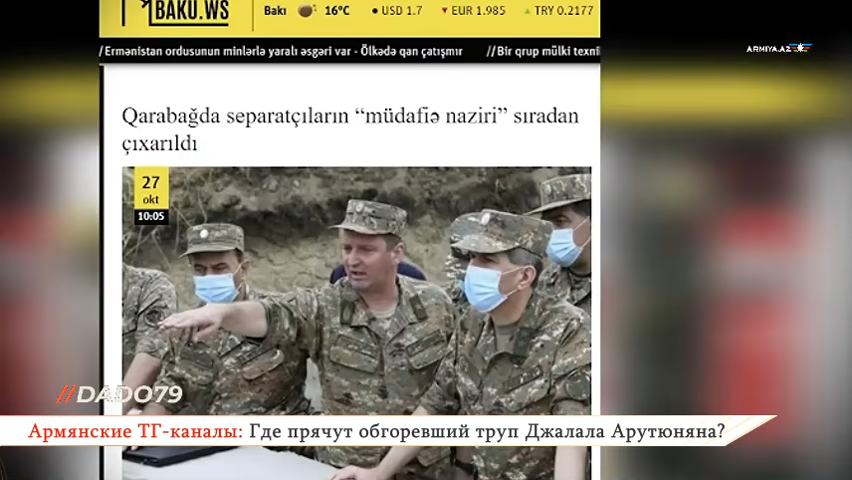 BAKU.WS
Bakı 16°C USD 1.7 EUR 1.985 TRY 0.2177
/Ermənistan ordusunun minlərlə yaralı əsgəri var - Ölkədə qan çatışmır //Bir qrup mülki texni
ARMIYA.AZ
Qarabağda separatçıların “müdafiə naziri” sıradan
çıxarıldı
27
okt
10:05
//DADO79
Армянские ТГ-каналы: Где прячут обгоревший труп Джалала Арутюняна?